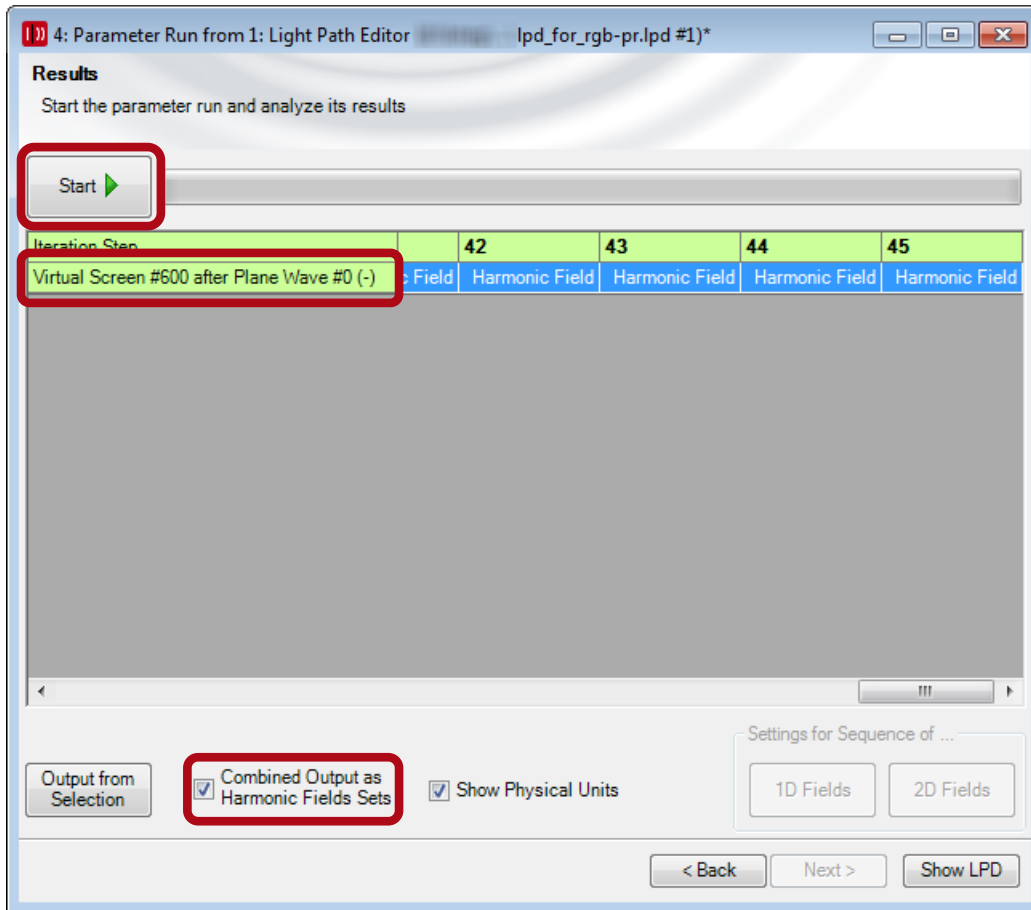 4: Parameter Run from 1: Light Path Editor lpd_for_rgb-pr.lpd #1)*
Results
Start the parameter run and analyze its results
Start
Iteration Step 42 43 44 45
Virtual Screen #600 after Plane Wave #0 (-) c Field Harmonic Field Harmonic Field Harmonic Field Harmonic Field
Settings for Sequence of ...
Output from
Selection
Combined Output as
Harmonic Fields Sets
Show Physical Units
1D Fields
2D Fields
< Back
Next >
Show LPD